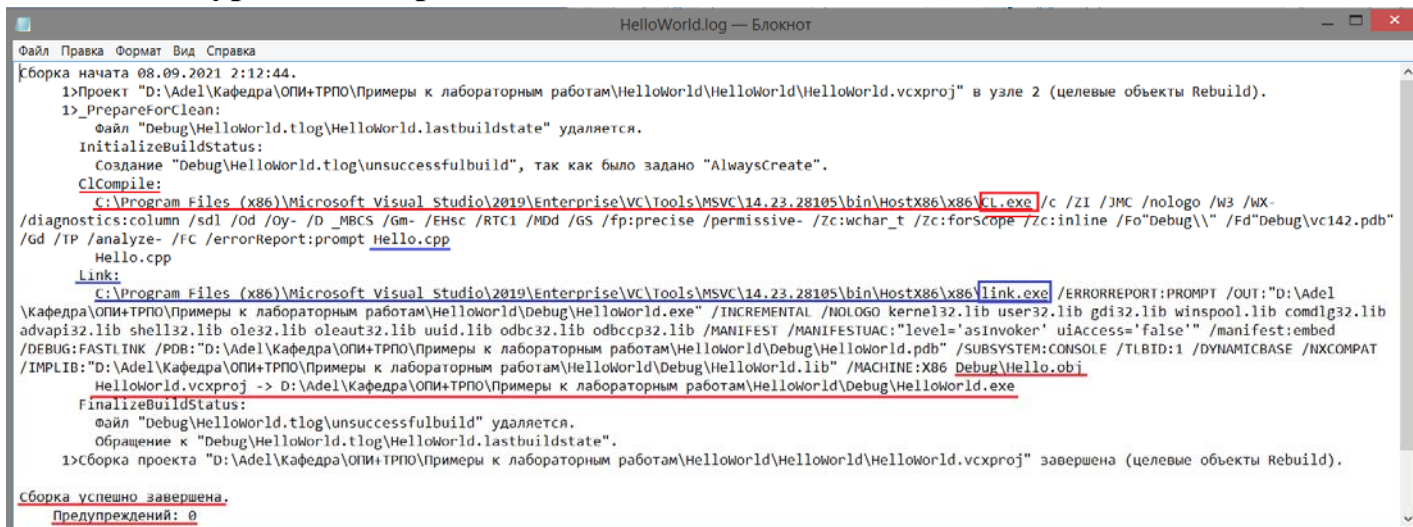 HelloWorld.log — Блокнот
Файл Правка Формат Вид Справка
Сборка начата 08.09.2021 2:12:44.
1>Проект "D:\Adel\Кафедра\ОПИ+ТРПО\Примеры к лабораторным работам\HelloWorld\HelloWorld\HelloWorld.vcxproj" в узле 2 (целевые объекты Rebuild).
1>_PrepareForClean:
Файл "Debug\HelloWorld.tlog\HelloWorld.lastbuildstate" удаляется.
InitializeBuildStatus:
Создание "Debug\HelloWorld.tlog\unsuccessfulbuild", так как было задано "AlwaysCreate".
ClCompile:
C:\Program Files (x86)\Microsoft Visual Studio\2019\Enterprise\VC\Tools\MSVC\14.23.28105\bin\HostX86\x86\CL.exe /c /ZI /JMC /nologo /W3 /WX-
/diagnostics:column /sdl /Od /Oy- /D _MBCS /Gm- /EHsc /RTC1 /MDd /GS /fp:precise /permissive- /Zc:wchar_t /Zc:forScope /Zc:inline /Fo"Debug\\" /Fd"Debug\vc142.pdb"
/Gd /TP /analyze- /FC /errorReport:prompt Hello.cpp
Hello.cpp
Link:
C:\Program Files (x86)\Microsoft Visual Studio\2019\Enterprise\VC\Tools\MSVC\14.23.28105\bin\HostX86\x86\link.exe /ERRORREPORT:PROMPT /OUT:"D:\Adel
\Кафедра\ОПИ+ТРПО\Примеры к лабораторным работам\HelloWorld\Debug\HelloWorld.exe" /INCREMENTAL /NOLOGO kernel32.lib user32.lib gdi32.lib winspool.lib comdlg32.lib
advapi32.lib shell32.lib ole32.lib oleaut32.lib uuid.lib odbc32.lib odbccp32.lib /MANIFEST /MANIFESTUAC:"level='asInvoker' uiAccess='false'" /manifest:embed
/DEBUG:FASTLINK /PDB:"D:\Adel\Кафедра\ОПИ+ТРПО\Примеры к лабораторным работам\HelloWorld\Debug\HelloWorld.pdb" /SUBSYSTEM:CONSOLE /TLBID:1 /DYNAMICBASE /NXCOMPAT
/IMPLIB:"D:\Adel\Кафедра\ОПИ+ТРПО\Примеры к лабораторным работам\HelloWorld\Debug\HelloWorld.lib" /MACHINE:X86 Debug\Hello.obj
HelloWorld.vcxproj -> D:\Adel\Кафедра\ОПИ+ТРПО\Примеры к лабораторным работам\HelloWorld\Debug\HelloWorld.exe
FinalizeBuildStatus:
Файл "Debug\HelloWorld.tlog\unsuccessfulbuild" удаляется.
Обращение к "Debug\HelloWorld.tlog\HelloWorld.lastbuildstate".
1>Сборка проекта "D:\Adel\Кафедра\ОПИ+ТРПО\Примеры к лабораторным работам\HelloWorld\HelloWorld\HelloWorld.vcxproj" завершена (целевые объекты Rebuild).
Сборка успешно завершена.
Предупреждений: 0